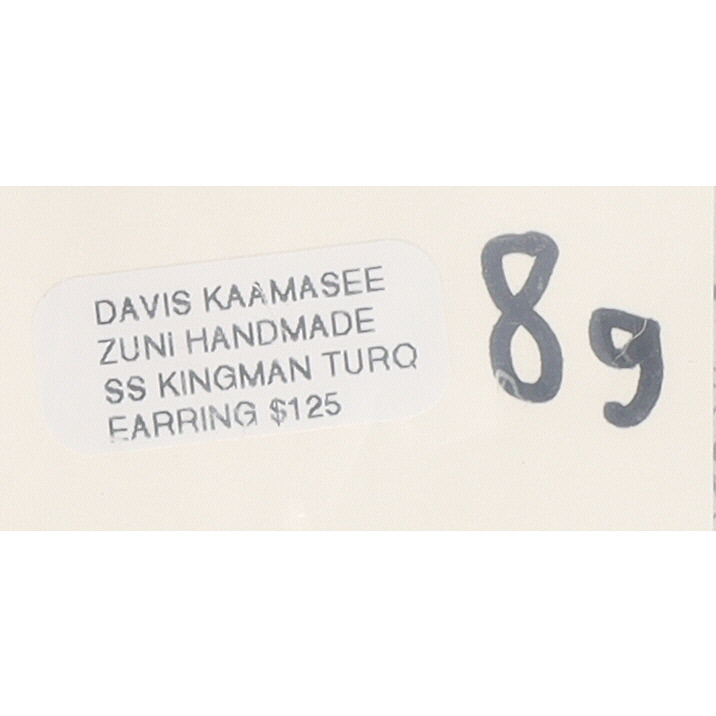 DAVIS KAAMASEE
ZUNI HANDMADE
SS KINGMAN TURQ
EARRING $125
8g